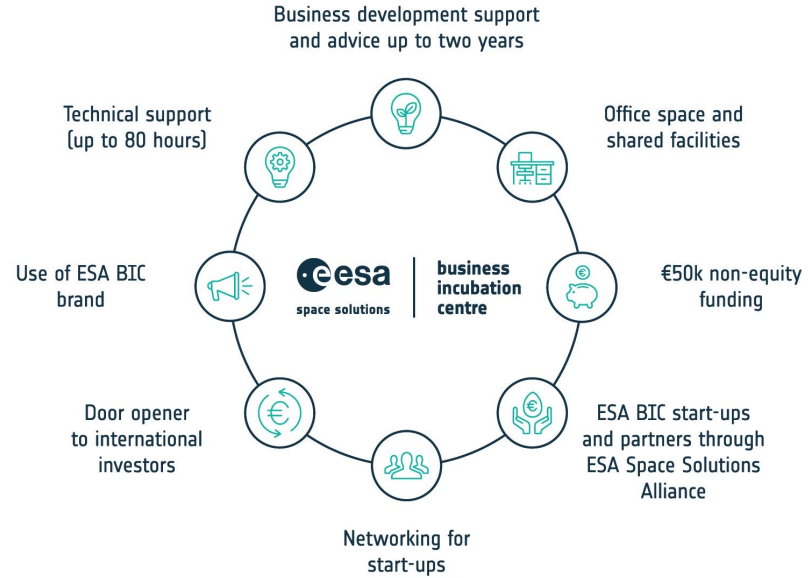 Business development support
and advice up to two years
Technical support
(up to 80 hours)
Office space and
shared facilities
Use of ESA BIC
brand
esa
space solutions
business
incubation
centre
€50k non-equity
funding
Door opener
to international
investors
ESA BIC start-ups
and partners through
ESA Space Solutions
Alliance
Networking for
start-ups